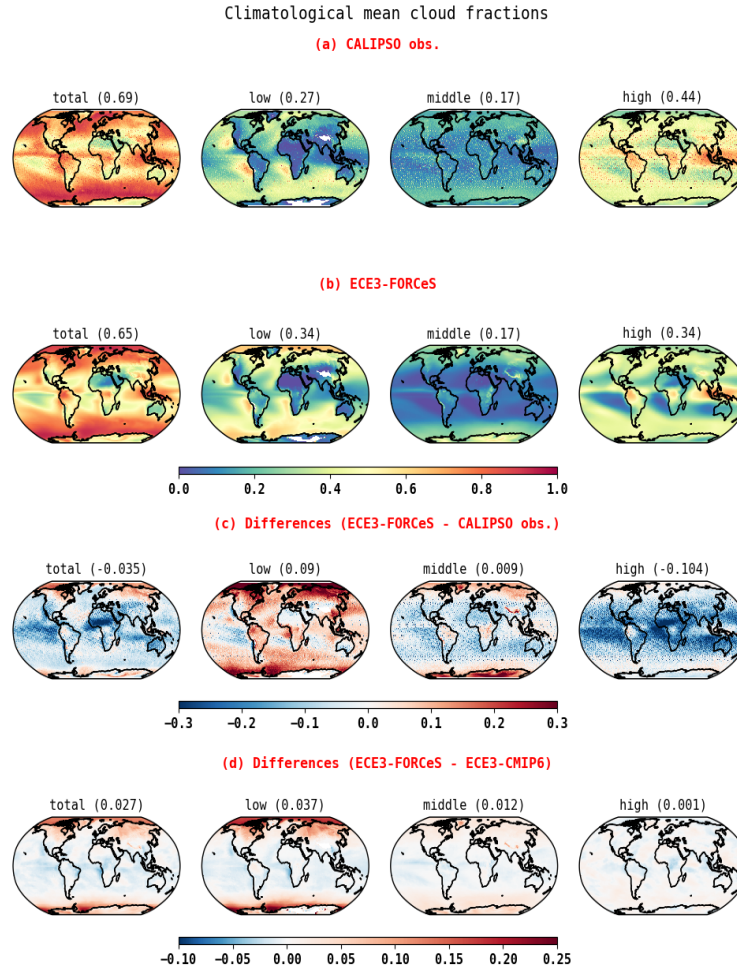 Climatological mean cloud fractions
(a) CALIPSO obs.
total (0.69) low (0.27) middle (0.17) high (0.44)
(b) ECE3-FORCeS
total (0.65) low (0.34) middle (0.17) high (0.34)
0.0 0.2 0.4 0.6 0.8 1.0
(c) Differences (ECE3-FORCeS - CALIPSO obs.)
total (-0.035) low (0.09) middle (0.009) high (-0.104)
−0.3 −0.2 −0.1 0.0 0.1 0.2 0.3
(d) Differences (ECE3-FORCeS - ECE3-CMIP6)
total (0.027) low (0.037) middle (0.012) high (0.001)
−0.10 −0.05 0.00 0.05 0.10 0.15 0.20 0.25